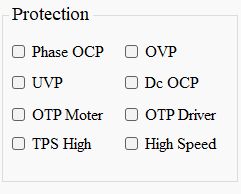 Protection
Phase OCP OVP
UVP Dc OCP
OTP Moter OTP Driver
TPS High High Speed